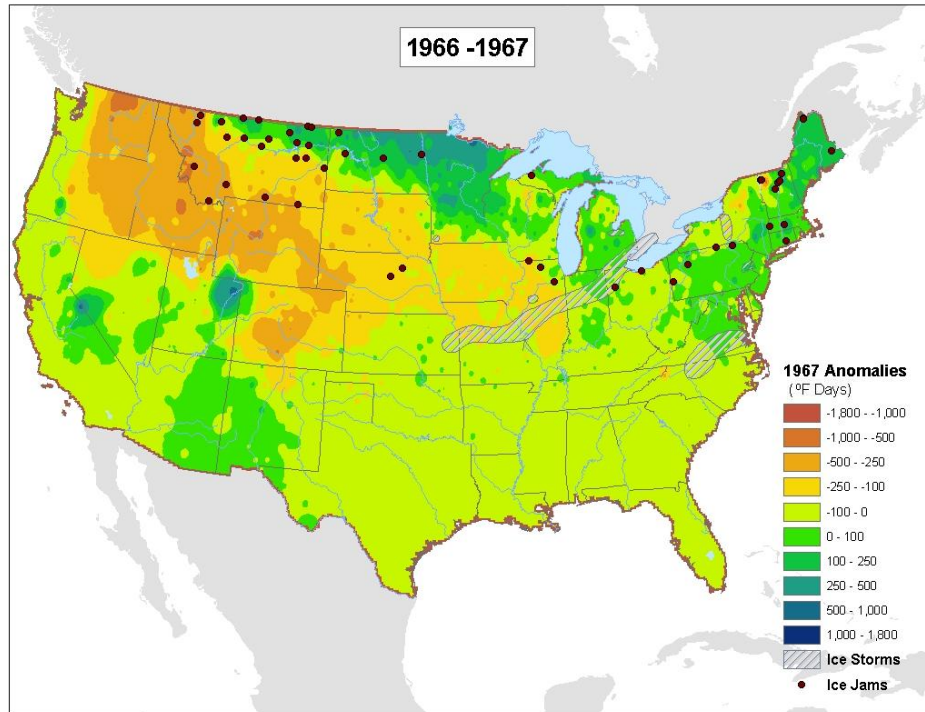 1966 -1967
1967 Anomalies
(ºF Days)
-1,800 - -1,000
-1,000 - -500
-500 - -250
-250 - -100
-100 - 0
0 - 100
100 - 250
250 - 500
500 - 1,000
1,000 - 1,800
Ice Storms
Ice Jams